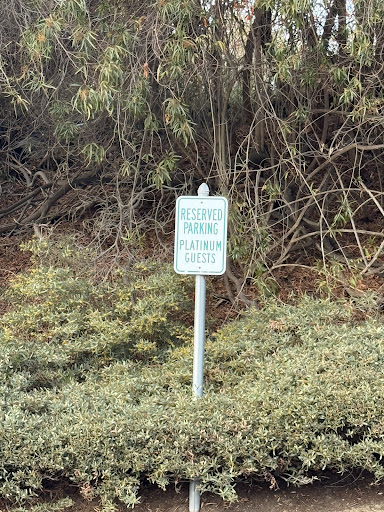 RESERVED
PARKING
PLATINUM
GUESTS